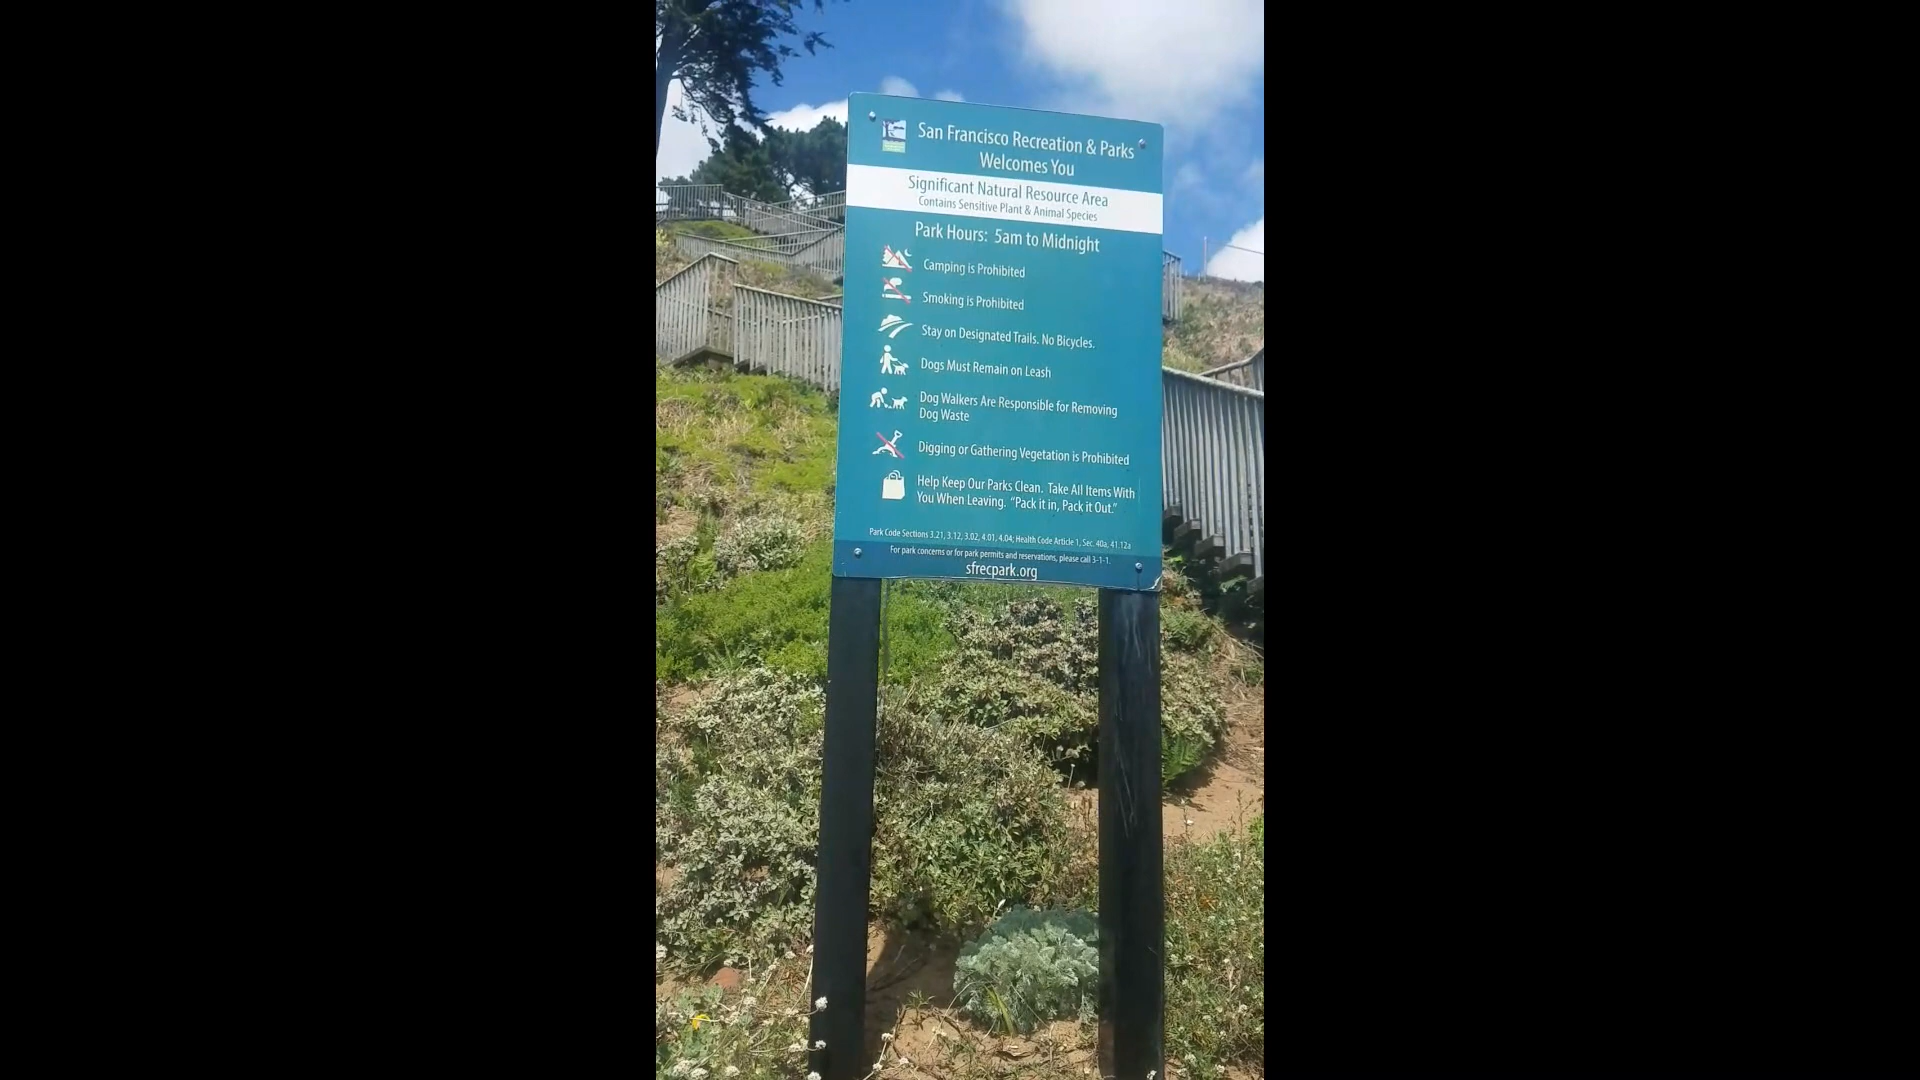 San Francisco Recreation & Parks
Welcomes You
Significant Natural Resource Area
Contains Sensitive Plant & Animal Species
Park Hours: 5am to Midnight
Camping is Prohibited
Smoking is Prohibited
Stay on Designated Trails. No Bicycles.
Dogs Must Remain on Leash
Dog Walkers Are Responsible for Removing
Dog Waste
Digging or Gathering Vegetation is Prohibited
Help Keep Our Parks Clean. Take All Items With
You When Leaving. “Pack it in, Pack it Out.”
Park Code Sections 3.21, 3.12, 3.02, 4.01, 4.04; Health Code Article 1, Sec. 40a, 41.12a
For park concerns or for park permits and reservations, please call 3-1-1.
sfrecpark.org